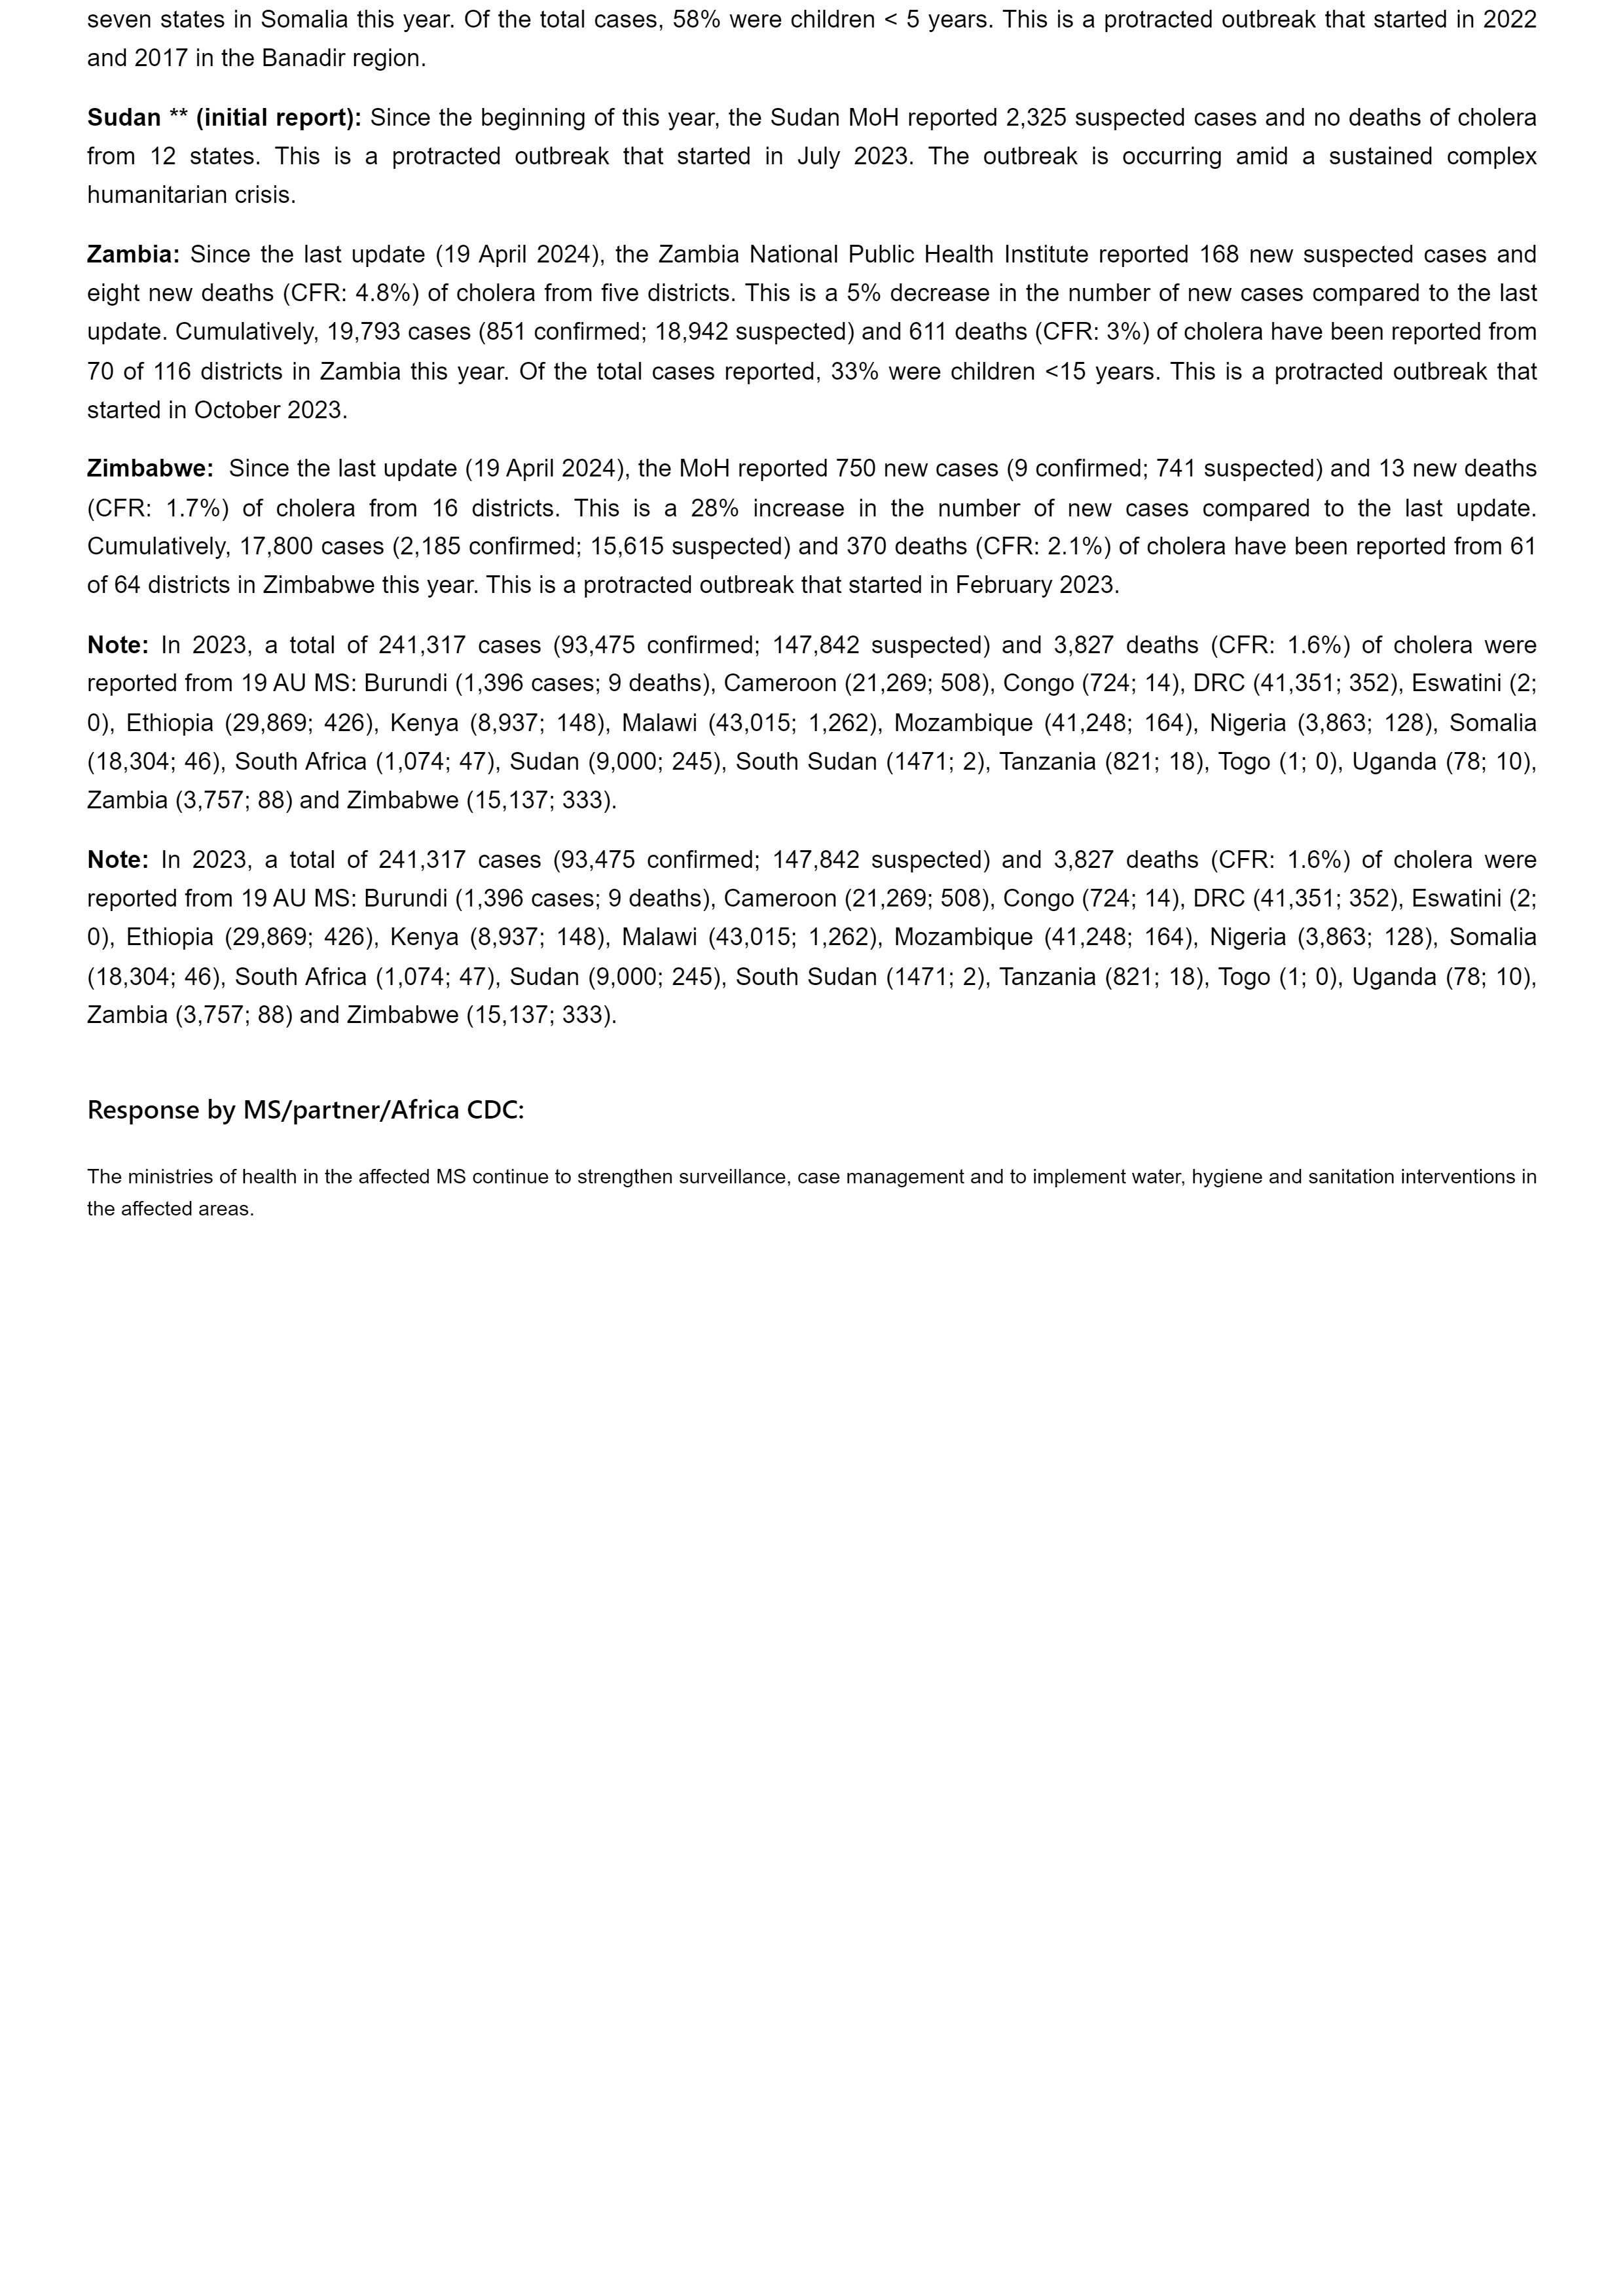 seven states in Somalia this year. Of the total cases, 58% were children < 5 years. This is a protracted outbreak that started in 2022
and 2017 in the Banadir region.
Sudan ** (initial report): Since the beginning of this year, the Sudan MoH reported 2,325 suspected cases and no deaths of cholera
from 12 states. This is a protracted outbreak that started in July 2023. The outbreak is occurring amid a sustained complex
humanitarian crisis.
Zambia: Since the last update (19 April 2024), the Zambia National Public Health Institute reported 168 new suspected cases and
eight new deaths (CFR: 4.8%) of cholera from five districts. This is a 5% decrease in the number of new cases compared to the last
update. Cumulatively, 19,793 cases (851 confirmed; 18,942 suspected) and 611 deaths (CFR: 3%) of cholera have been reported from
70 of 116 districts in Zambia this year. Of the total cases reported, 33% were children <15 years. This is a protracted outbreak that
started in October 2023.
Zimbabwe:  Since the last update (19 April 2024), the MoH reported 750 new cases (9 confirmed; 741 suspected) and 13 new deaths
(CFR: 1.7%) of cholera from 16 districts. This is a 28% increase in the number of new cases compared to the last update.
Cumulatively, 17,800 cases (2,185 confirmed; 15,615 suspected) and 370 deaths (CFR: 2.1%) of cholera have been reported from 61
of 64 districts in Zimbabwe this year. This is a protracted outbreak that started in February 2023.
Note: In 2023, a total of 241,317 cases (93,475 confirmed; 147,842 suspected) and 3,827 deaths (CFR: 1.6%) of cholera were
reported from 19 AU MS: Burundi (1,396 cases; 9 deaths), Cameroon (21,269; 508), Congo (724; 14), DRC (41,351; 352), Eswatini (2;
0), Ethiopia (29,869; 426), Kenya (8,937; 148), Malawi (43,015; 1,262), Mozambique (41,248; 164), Nigeria (3,863; 128), Somalia
(18,304; 46), South Africa (1,074; 47), Sudan (9,000; 245), South Sudan (1471; 2), Tanzania (821; 18), Togo (1; 0), Uganda (78; 10),
Zambia (3,757; 88) and Zimbabwe (15,137; 333).
Note: In 2023, a total of 241,317 cases (93,475 confirmed; 147,842 suspected) and 3,827 deaths (CFR: 1.6%) of cholera were
reported from 19 AU MS: Burundi (1,396 cases; 9 deaths), Cameroon (21,269; 508), Congo (724; 14), DRC (41,351; 352), Eswatini (2;
0), Ethiopia (29,869; 426), Kenya (8,937; 148), Malawi (43,015; 1,262), Mozambique (41,248; 164), Nigeria (3,863; 128), Somalia
(18,304; 46), South Africa (1,074; 47), Sudan (9,000; 245), South Sudan (1471; 2), Tanzania (821; 18), Togo (1; 0), Uganda (78; 10),
Zambia (3,757; 88) and Zimbabwe (15,137; 333).
Response by MS/partner/Africa CDC:
The ministries of health in the affected MS continue to strengthen surveillance, case management and to implement water, hygiene and sanitation interventions in
the affected areas.